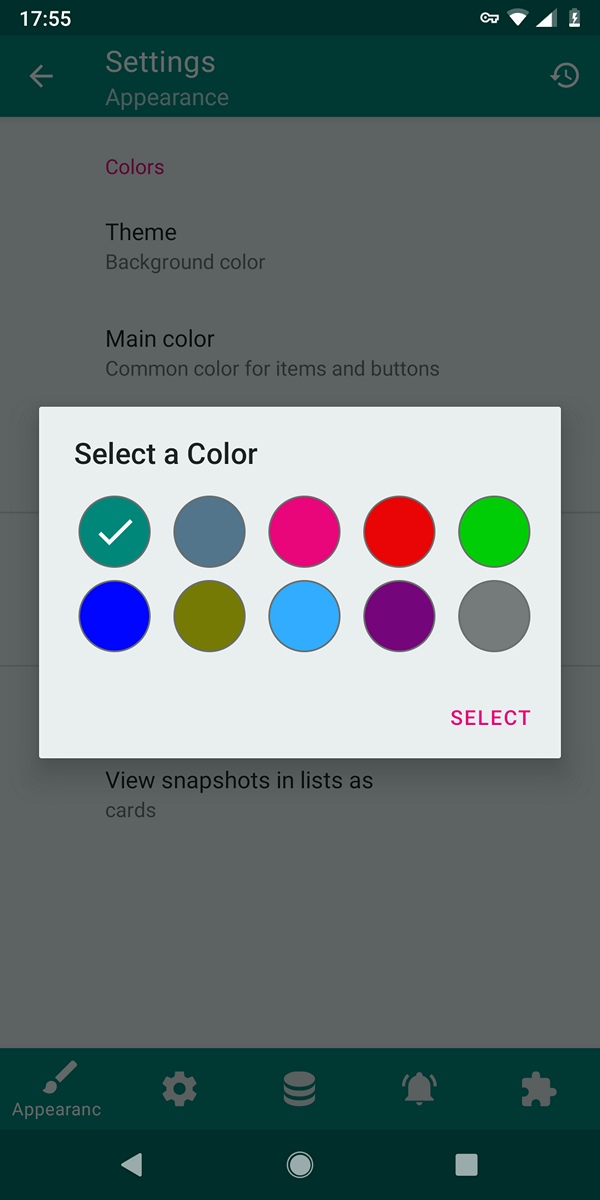 17:55
Settings
Appearance
Colors
Theme
Background color
Main color
Common color for items and buttons
Select a Color
SELECT
View snapshots in lists as
cards
Appearanc